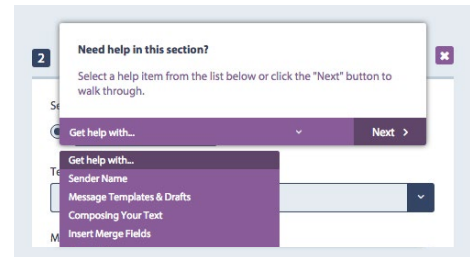 Need help in this section?
2
Select a help item from the list below or click the "Next" button to
walk through.
Se
Get help with...
Next >
Get help with...
Te
Sender Name
Message Templates & Drafts
Composing Your Text
Insert Merge Fields
M